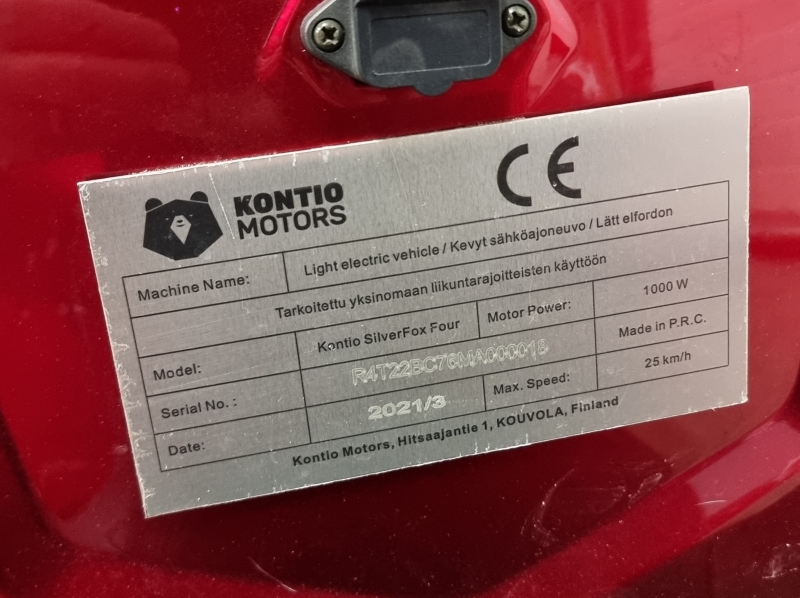 KONTIO
MOTORS
CE
Machine Name: Light electric vehicle / Kevyt sähköajoneuvo / Lätt elfordon
Tarkoitettu yksinomaan liikuntarajoitteisten käyttöön
Model: Kontio SilverFox Four Motor Power: 1000 W
Serial No. : R4T22BC76MA000018 Made in P.R.C.
Date: 2021/3 Max. Speed: 25 km/h
Kontio Motors, Hitsaajantie 1, KOUVOLA, Finland